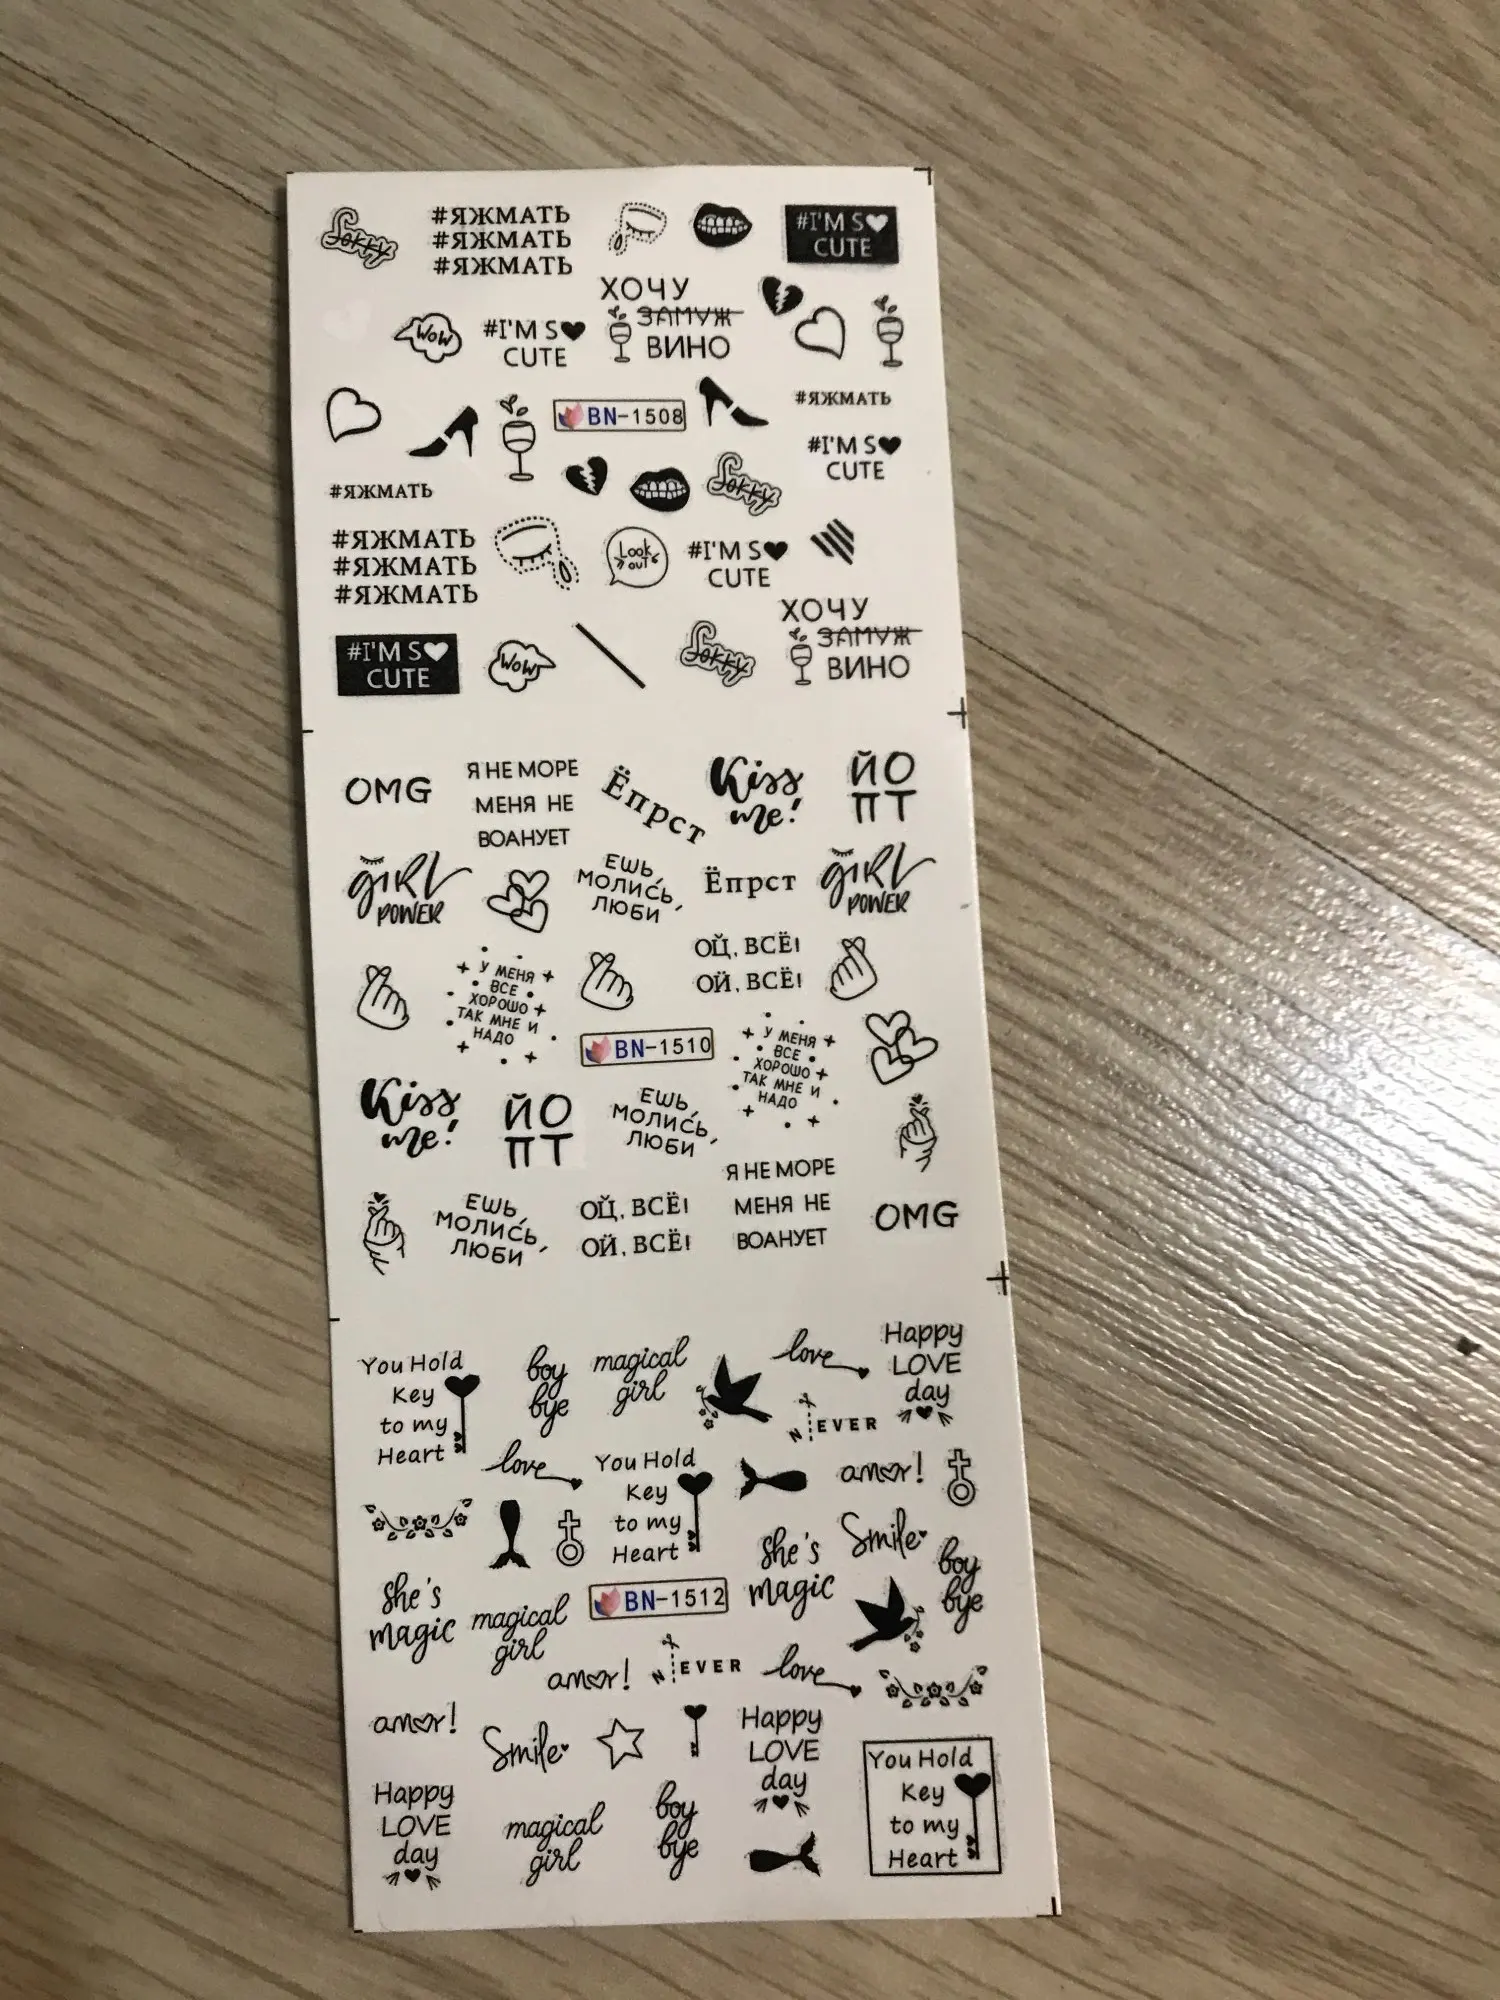 Sorry
#ЯЖМАТЬ
#ЯЖМАТЬ
#ЯЖМАТЬ
#I'M S
CUTE
WOW
#I'M S
CUTE
ХОЧУ
ЗАМУЖ
ВИНО
BN-1508
#ЯЖМАТЬ
#I'M S
CUTE
#ЯЖМАТЬ
Sorry
#ЯЖМАТЬ
#ЯЖМАТЬ
#ЯЖМАТЬ
Look
out
#I'M S
CUTE
#I'M S
CUTE
WOW
Sorry
ХОЧУ
ЗАМУЖ
ВИНО
OMG
Я НЕ МОРЕ
МЕНЯ НЕ
ВОЛНУЕТ
Ёпрст
Kiss
me!
ЙО
ПТ
GIRL
POWER
ЕШЬ,
МОЛИСЬ,
ЛЮБИ
Ёпрст
GIRL
POWER
У МЕНЯ
ВСЕ
ХОРОШО
ТАК МНЕ И
НАДО
ОЙ, ВСЁ!
ОЙ, ВСЁ!
BN-1510
У МЕНЯ
ВСЕ
ХОРОШО
ТАК МНЕ И
НАДО
Kiss
me!
ЙО
ПТ
ЕШЬ,
МОЛИСЬ,
ЛЮБИ
ЕШЬ,
МОЛИСЬ,
ЛЮБИ
ОЙ, ВСЁ!
ОЙ, ВСЁ!
Я НЕ МОРЕ
МЕНЯ НЕ
ВОЛНУЕТ
OMG
You Hold
Key
to my
Heart
boy
bye
magical
girl
love
Happy
LOVE
day
NEVER
love
You Hold
Key
to my
Heart
amor!
she's
magic
Smile
boy
bye
she's
magic
magical
girl
BN-1512
amor!
NEVER
love
amor!
Smile
Happy
LOVE
day
You Hold
Key
to my
Heart
Happy
LOVE
day
magical
girl
boy
bye